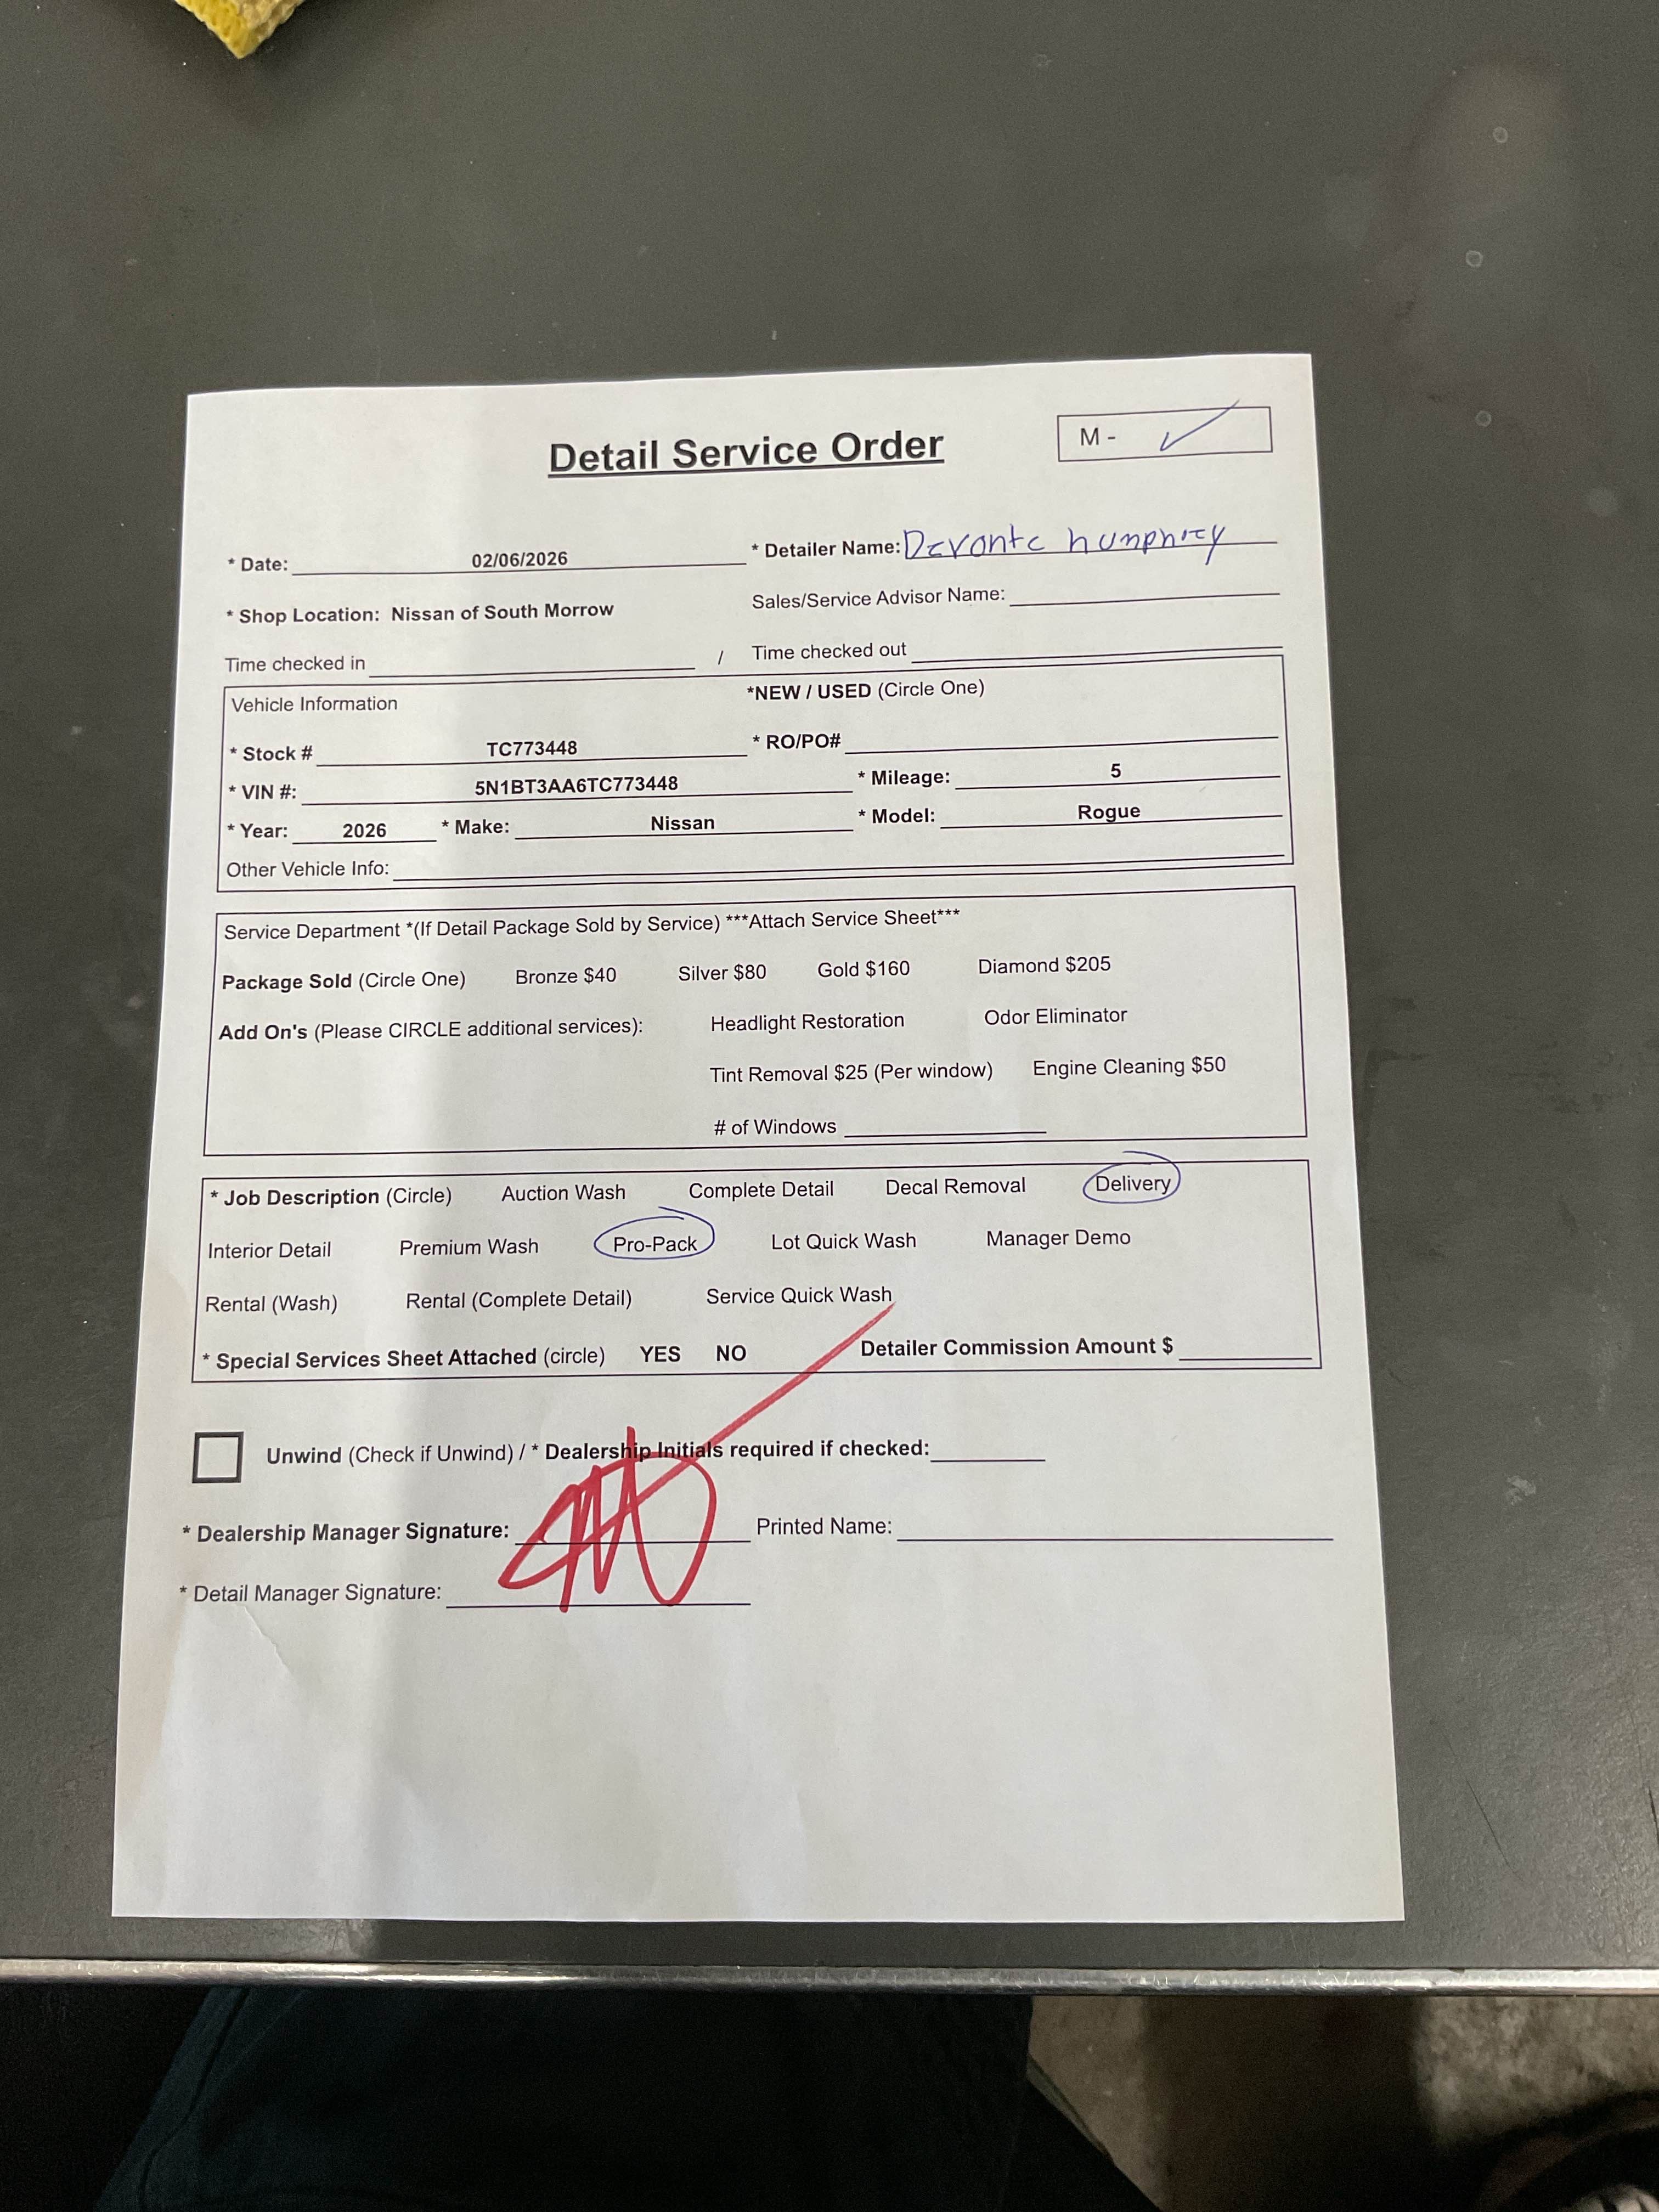 Detail Service Order
M - ✓
* Date: 02/06/2026 * Detailer Name: Devonte humphrey
* Shop Location: Nissan of South Morrow Sales/Service Advisor Name:
Time checked in / Time checked out
Vehicle Information *NEW / USED (Circle One)
* Stock # TC773448 * RO/PO#
* VIN #: 5N1BT3AA6TC773448 * Mileage: 5
* Year: 2026 * Make: Nissan * Model: Rogue
Other Vehicle Info:
Service Department *(If Detail Package Sold by Service) ***Attach Service Sheet***
Package Sold (Circle One) Bronze $40 Silver $80 Gold $160 Diamond $205
Add On's (Please CIRCLE additional services): Headlight Restoration Odor Eliminator
Tint Removal $25 (Per window) Engine Cleaning $50
# of Windows
* Job Description (Circle) Auction Wash Complete Detail Decal Removal Delivery
Interior Detail Premium Wash Pro-Pack Lot Quick Wash Manager Demo
Rental (Wash) Rental (Complete Detail) Service Quick Wash
* Special Services Sheet Attached (circle) YES NO Detailer Commission Amount $
Unwind (Check if Unwind) / * Dealership Initials required if checked:
* Dealership Manager Signature: Printed Name:
* Detail Manager Signature: